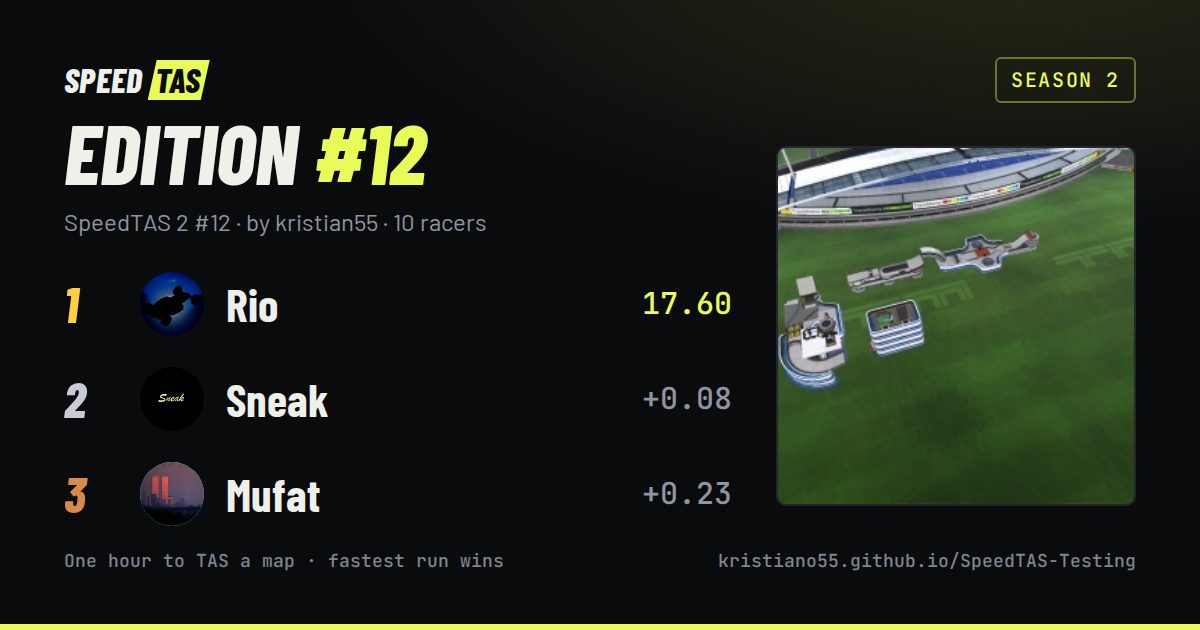 SPEED TAS
SEASON 2
EDITION #12
SpeedTAS 2 #12 · by kristian55 · 10 racers
1 Rio 17.60
2 Sneak Sneak +0.08
3 Mufat +0.23
One hour to TAS a map · fastest run wins
kristiano55.github.io/SpeedTAS-Testing